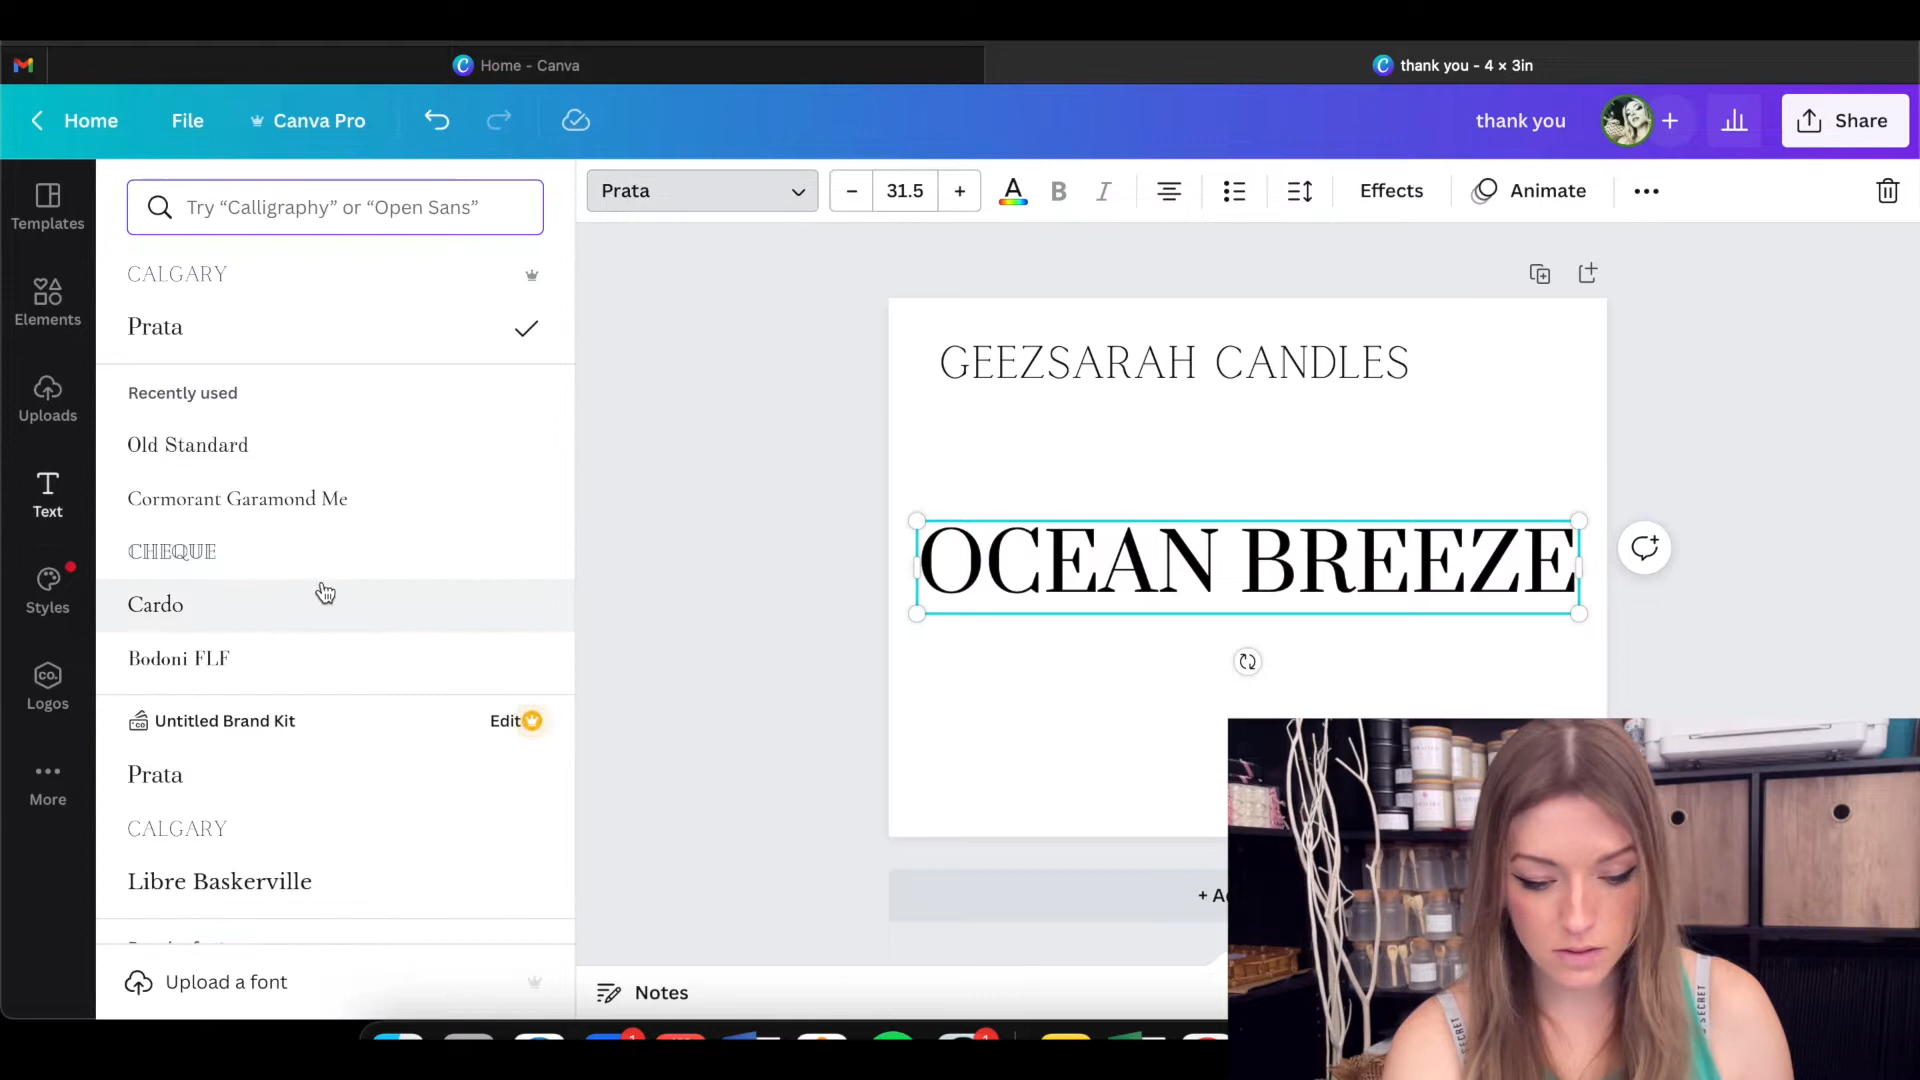 Home - Canva
thank you - 4 × 3in
Home
File
Canva Pro
thank you
Share
Templates
Elements
Uploads
Text
Styles
CO.
Logos
More
Try “Calligraphy” or “Open Sans”
CALGARY
Prata
Recently used
Old Standard
Cormorant Garamond Me
CHEQUE
Cardo
Bodoni FLF
Untitled Brand Kit
Edit
Prata
CALGARY
Libre Baskerville
Upload a font
Prata
31.5
A
B
I
Effects
Animate
GEEZSARAH CANDLES
OCEAN BREEZE
Notes
1
1